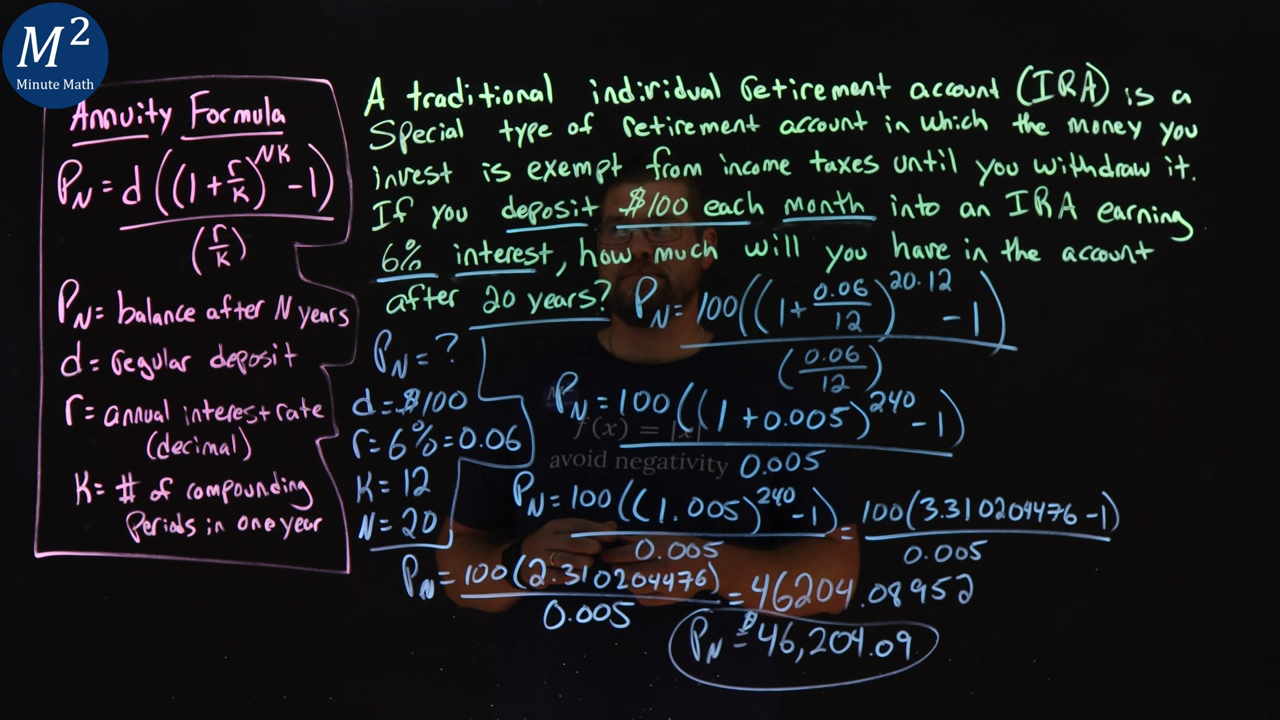 M²
Minute Math
Annuity Formula
P_N = d((1 + r/k)^NK - 1)
(r/k)
P_N = balance after N years
d = regular deposit
r = annual interest rate
(decimal)
K = # of compounding
Periods in one year
A traditional individual retirement account (IRA) is a
Special type of retirement account in which the money you
invest is exempt from income taxes until you withdraw it.
If you deposit $100 each month into an IRA earning
6% interest, how much will you have in the account
after 20 years?
P_N = ?
d = $100
r = 6% = 0.06
K = 12
N = 20
P_N = 100((1 + 0.06/12)^20·12 - 1)
(0.06/12)
P_N = 100((1 + 0.005)^240 - 1)
0.005
f(x) = |x|
avoid negativity
P_N = 100((1.005)^240 - 1) = 100(3.310204476 - 1)
0.005 0.005
P_N = 100(2.310204476) = 46204.08952
0.005
P_N = $46,204.09